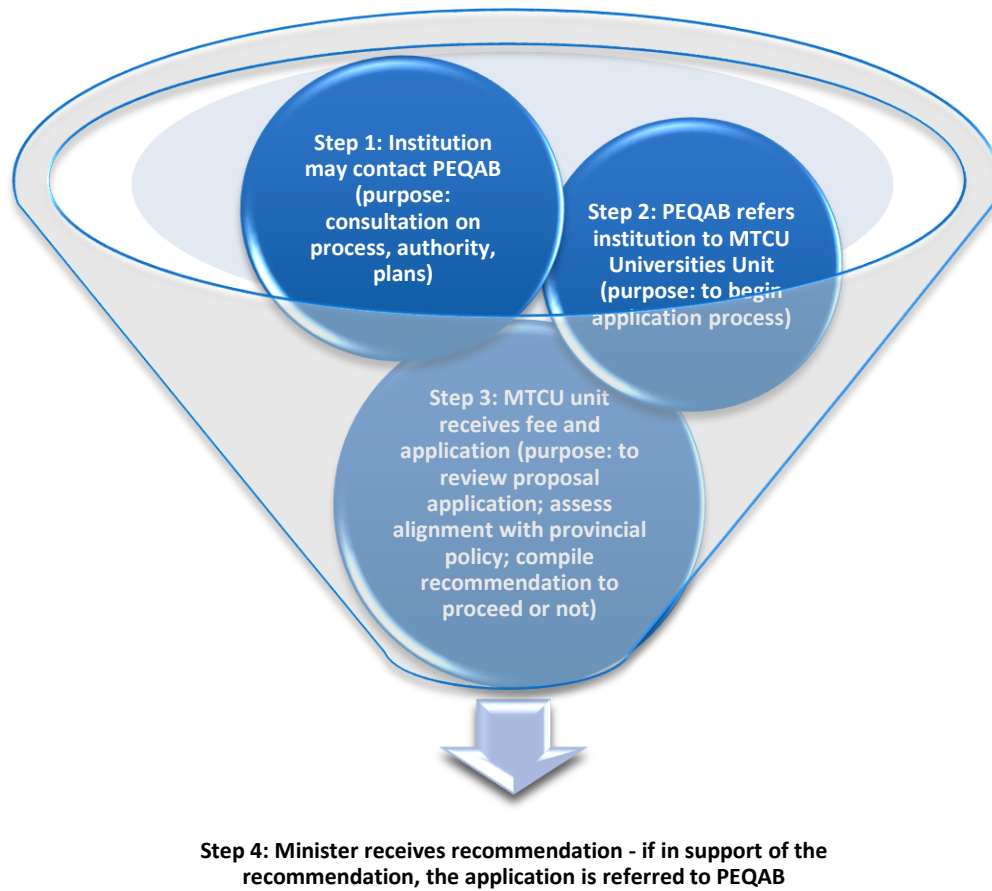 Step 1: Institution
may contact PEQAB
(purpose:
consultation on
process, authority,
plans)
Step 2: PEQAB refers
institution to MTCU
Universities Unit
(purpose: to begin
application process)
Step 3: MTCU unit
receives fee and
application (purpose: to
review proposal
application; assess
alignment with provincial
policy; compile
recommendation to
proceed or not)
Step 4: Minister receives recommendation - if in support of the
recommendation, the application is referred to PEQAB